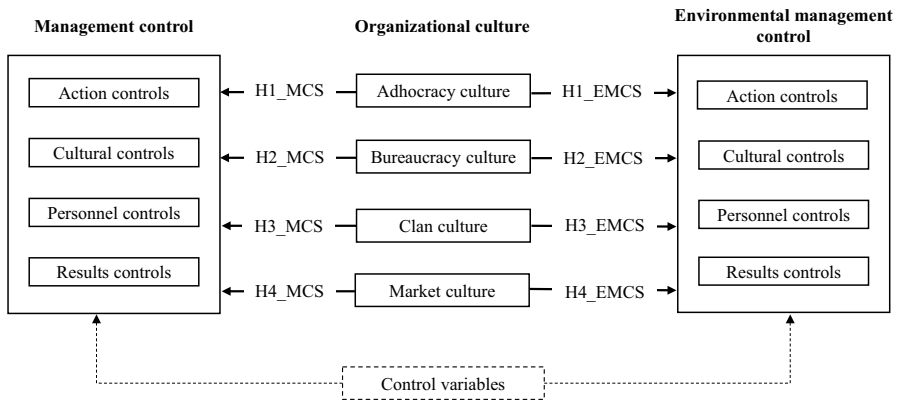 Management control
Organizational culture
Environmental management
control
Action controls
H1_MCS
Adhocracy culture
H1_EMCS
Action controls
Cultural controls
H2_MCS
Bureaucracy culture
H2_EMCS
Cultural controls
Personnel controls
H3_MCS
Clan culture
H3_EMCS
Personnel controls
Results controls
H4_MCS
Market culture
H4_EMCS
Results controls
Control variables